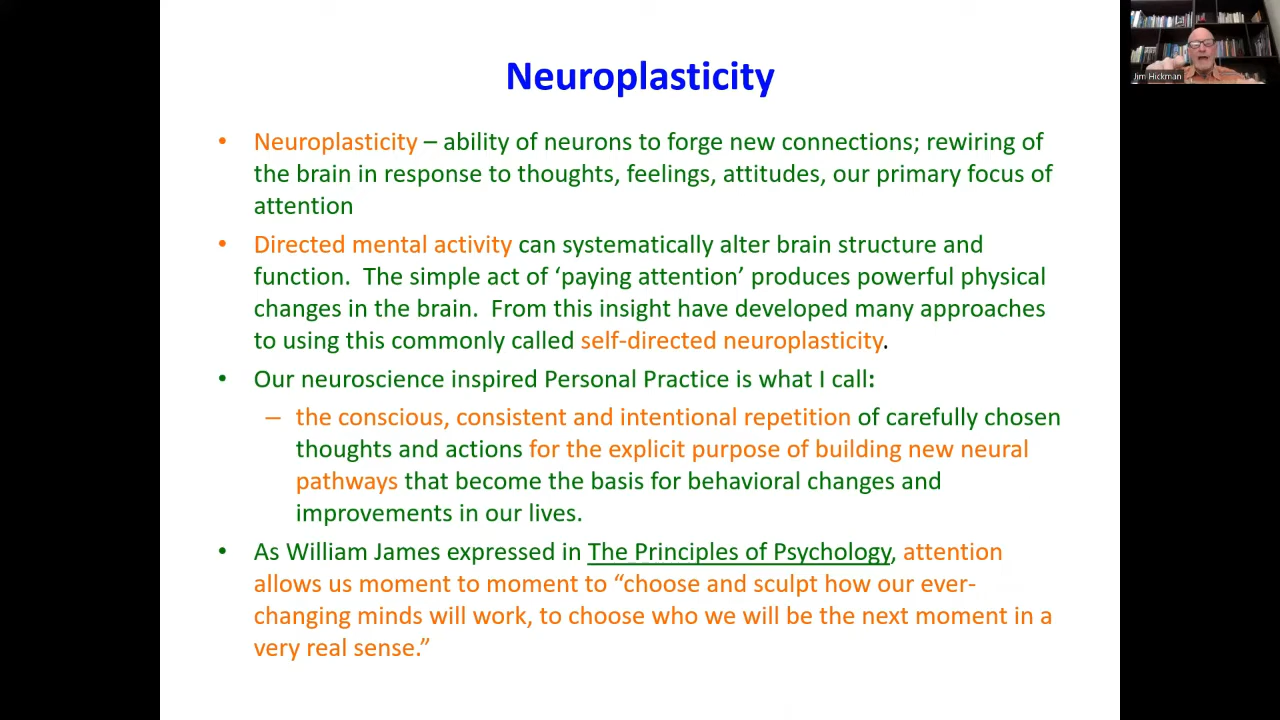 Neuroplasticity
• Neuroplasticity – ability of neurons to forge new connections; rewiring of
the brain in response to thoughts, feelings, attitudes, our primary focus of
attention
• Directed mental activity can systematically alter brain structure and
function.  The simple act of ‘paying attention’ produces powerful physical
changes in the brain.  From this insight have developed many approaches
to using this commonly called self-directed neuroplasticity.
• Our neuroscience inspired Personal Practice is what I call:
– the conscious, consistent and intentional repetition of carefully chosen
thoughts and actions for the explicit purpose of building new neural
pathways that become the basis for behavioral changes and
improvements in our lives.
• As William James expressed in The Principles of Psychology, attention
allows us moment to moment to “choose and sculpt how our ever-
changing minds will work, to choose who we will be the next moment in a
very real sense.”
Jim Hickman